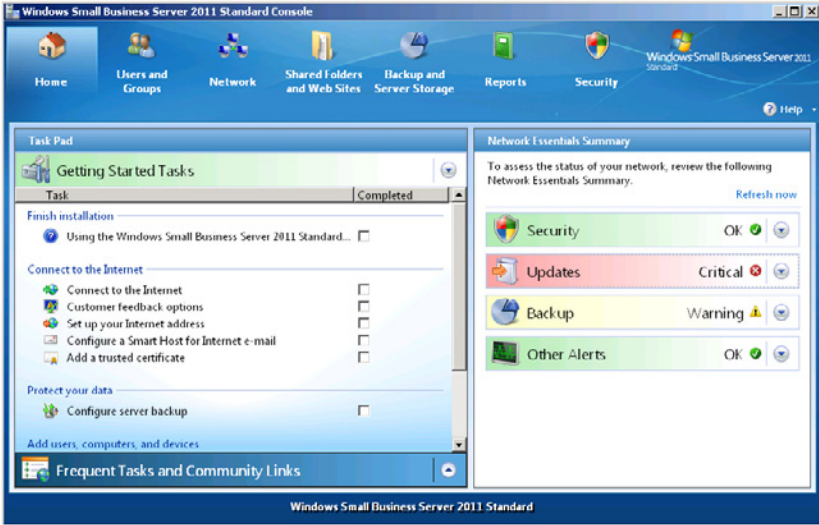 Windows Small Business Server 2011 Standard Console
Home
Users and
Groups
Network
Shared Folders
and Web Sites
Backup and
Server Storage
Reports
Security
Windows Small Business Server 2011
Standard
Help
Task Pad
Getting Started Tasks
Task Completed
Finish installation
Using the Windows Small Business Server 2011 Standard...
Connect to the Internet
Connect to the Internet
Customer feedback options
Set up your Internet address
Configure a Smart Host for Internet e-mail
Add a trusted certificate
Protect your data
Configure server backup
Add users, computers, and devices
Frequent Tasks and Community Links
Network Essentials Summary
To assess the status of your network, review the following
Network Essentials Summary.
Refresh now
Security OK
Updates Critical
Backup Warning
Other Alerts OK
Windows Small Business Server 2011 Standard